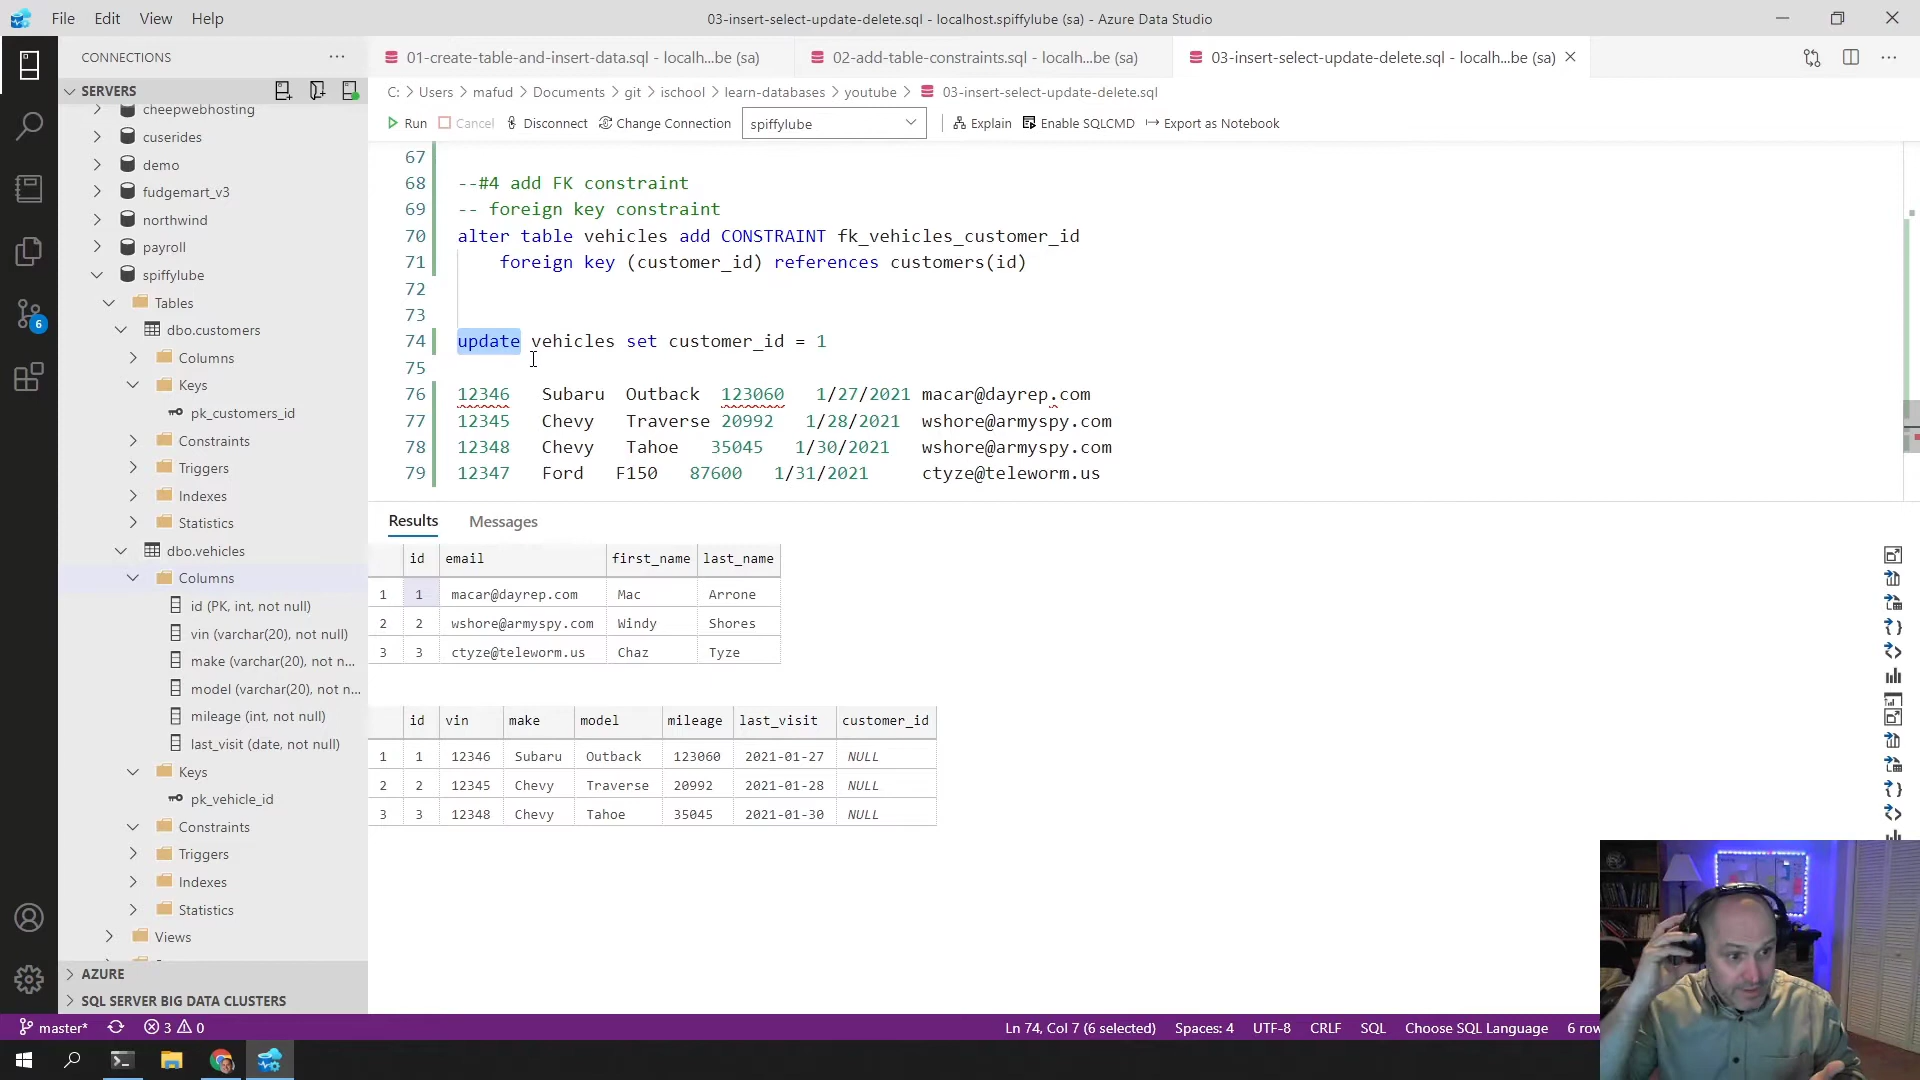 File Edit View Help
03-insert-select-update-delete.sql - localhost.spiffylube (sa) - Azure Data Studio
CONNECTIONS
SERVERS
cheepwebhosting
cuserides
demo
fudgemart_v3
northwind
payroll
spiffylube
Tables
dbo.customers
Columns
Keys
pk_customers_id
Constraints
Triggers
Indexes
Statistics
dbo.vehicles
Columns
id (PK, int, not null)
vin (varchar(20), not null)
make (varchar(20), not n...
model (varchar(20), not n...
mileage (int, not null)
last_visit (date, not null)
Keys
pk_vehicle_id
Constraints
Triggers
Indexes
Statistics
Views
AZURE
SQL SERVER BIG DATA CLUSTERS
6
01-create-table-and-insert-data.sql - localh...be (sa)
02-add-table-constraints.sql - localh...be (sa)
03-insert-select-update-delete.sql - localh...be (sa)
C: > Users > mafud > Documents > git > ischool > learn-databases > youtube > 03-insert-select-update-delete.sql
Run Cancel Disconnect Change Connection spiffylube Explain Enable SQLCMD Export as Notebook
67
68 --#4 add FK constraint
69 -- foreign key constraint
70 alter table vehicles add CONSTRAINT fk_vehicles_customer_id
71 foreign key (customer_id) references customers(id)
72
73
74 update vehicles set customer_id = 1
75
76 12346 Subaru Outback 123060 1/27/2021 macar@dayrep.com
77 12345 Chevy Traverse 20992 1/28/2021 wshore@armyspy.com
78 12348 Chevy Tahoe 35045 1/30/2021 wshore@armyspy.com
79 12347 Ford F150 87600 1/31/2021 ctyze@teleworm.us
Results Messages
id email first_name last_name
1 1 macar@dayrep.com Mac Arrone
2 2 wshore@armyspy.com Windy Shores
3 3 ctyze@teleworm.us Chaz Tyze
id vin make model mileage last_visit customer_id
1 1 12346 Subaru Outback 123060 2021-01-27 NULL
2 2 12345 Chevy Traverse 20992 2021-01-28 NULL
3 3 12348 Chevy Tahoe 35045 2021-01-30 NULL
master* 3 0 Ln 74, Col 7 (6 selected) Spaces: 4 UTF-8 CRLF SQL Choose SQL Language 6 row